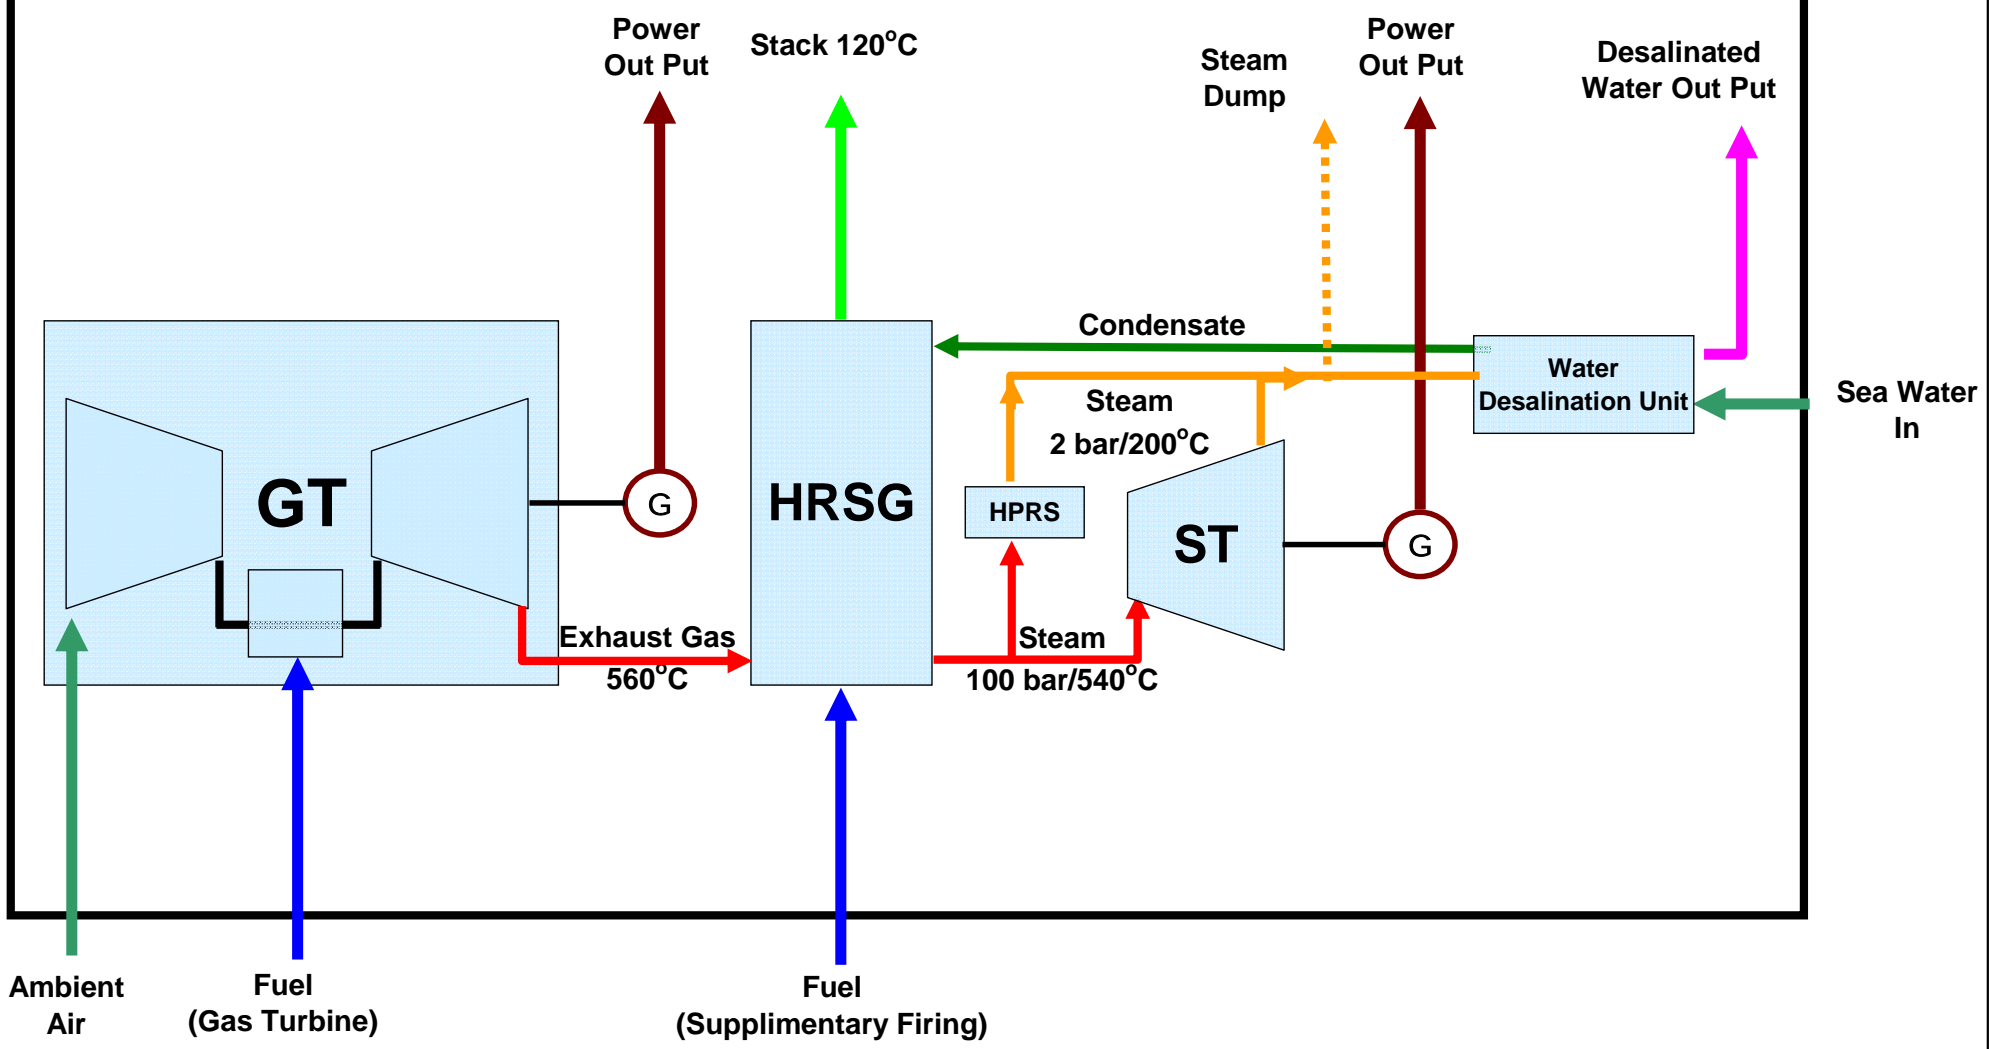 Power
Out Put
Stack 120°C
Steam
Dump
Power
Out Put
Desalinated
Water Out Put
Condensate
Water
Desalination Unit
Sea Water
In
Steam
2 bar/200°C
GT
G
HRSG
HPRS
ST
G
Exhaust Gas
560°C
Steam
100 bar/540°C
Ambient
Air
Fuel
(Gas Turbine)
Fuel
(Supplimentary Firing)